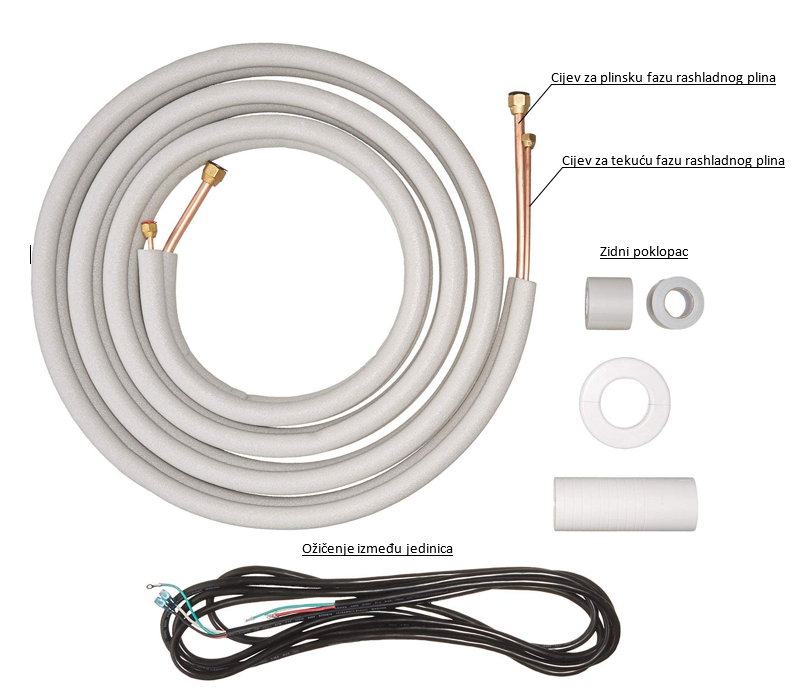 Cijev za plinsku fazu rashladnog plina
Cijev za tekuću fazu rashladnog plina
Zidni poklopac
Ožičenje između jedinica